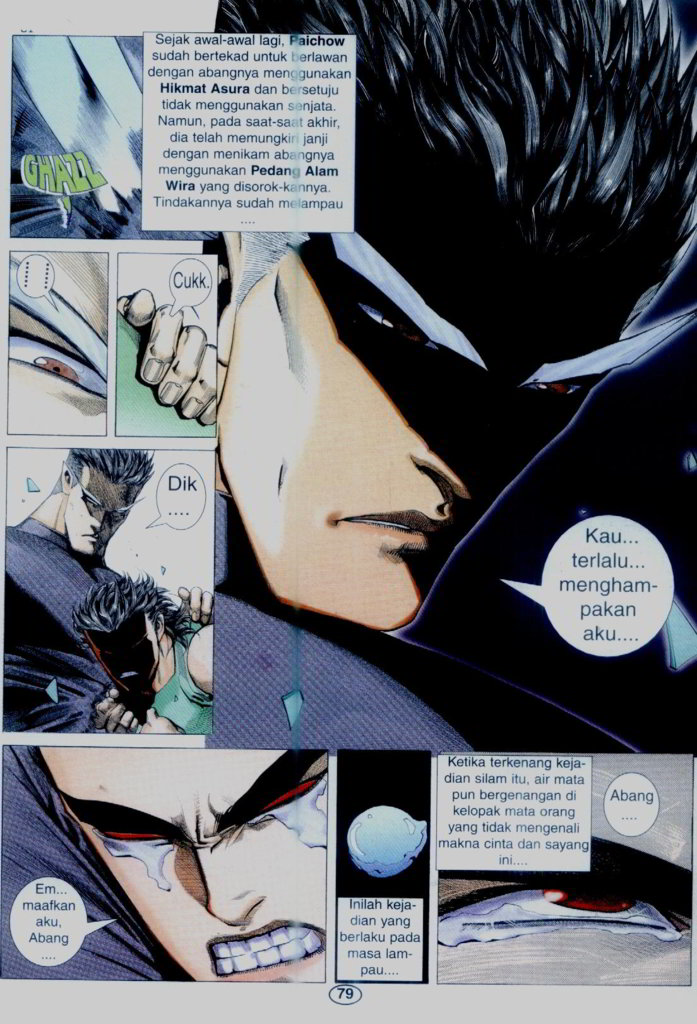 Sejak awal-awal lagi, Paichow
sudah bertekad untuk berlawan
dengan abangnya menggunakan
Hikmat Asura dan bersetuju
tidak menggunakan senjata.
Namun, pada saat-saat akhir,
dia telah memungkiri janji
dengan menikam abangnya
menggunakan Pedang Alam
Wira yang disorok-kannya.
Tindakannya sudah melampau
....
GHAZZ
......
Cukk.
Dik
....
Kau...
terlalu...
mengham-
pakan
aku....
Em...
maafkan
aku,
Abang
....
Inilah keja-
dian yang
berlaku pada
masa lam-
pau....
Ketika terkenang keja-
dian silam itu, air mata
pun bergenangan di
kelopak mata orang
yang tidak mengenali
makna cinta dan sayang
ini....
Abang
....
79